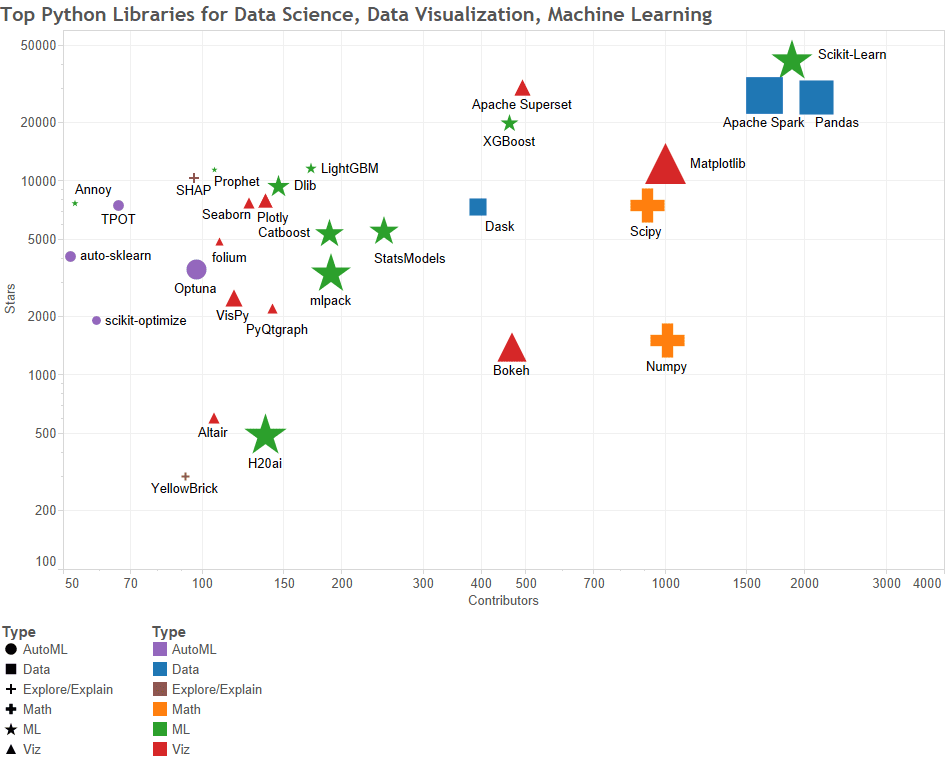 Top Python Libraries for Data Science, Data Visualization, Machine Learning
50000
Scikit-Learn
Apache Superset
20000
Apache Spark
Pandas
XGBoost
Matplotlib
LightGBM
10000
Prophet
Dlib
Annoy
SHAP
Seaborn
Plotly
TPOT
Dask
Scipy
Catboost
5000
auto-sklearn
folium
StatsModels
Optuna
mlpack
Stars
2000
VisPy
scikit-optimize
PyQtgraph
Numpy
Bokeh
1000
500
Altair
H20ai
YellowBrick
200
100
50 70 100 150 200 300 400 500 700 1000 1500 2000 3000 4000
Contributors
Type
AutoML
Data
Explore/Explain
Math
ML
Viz
Type
AutoML
Data
Explore/Explain
Math
ML
Viz